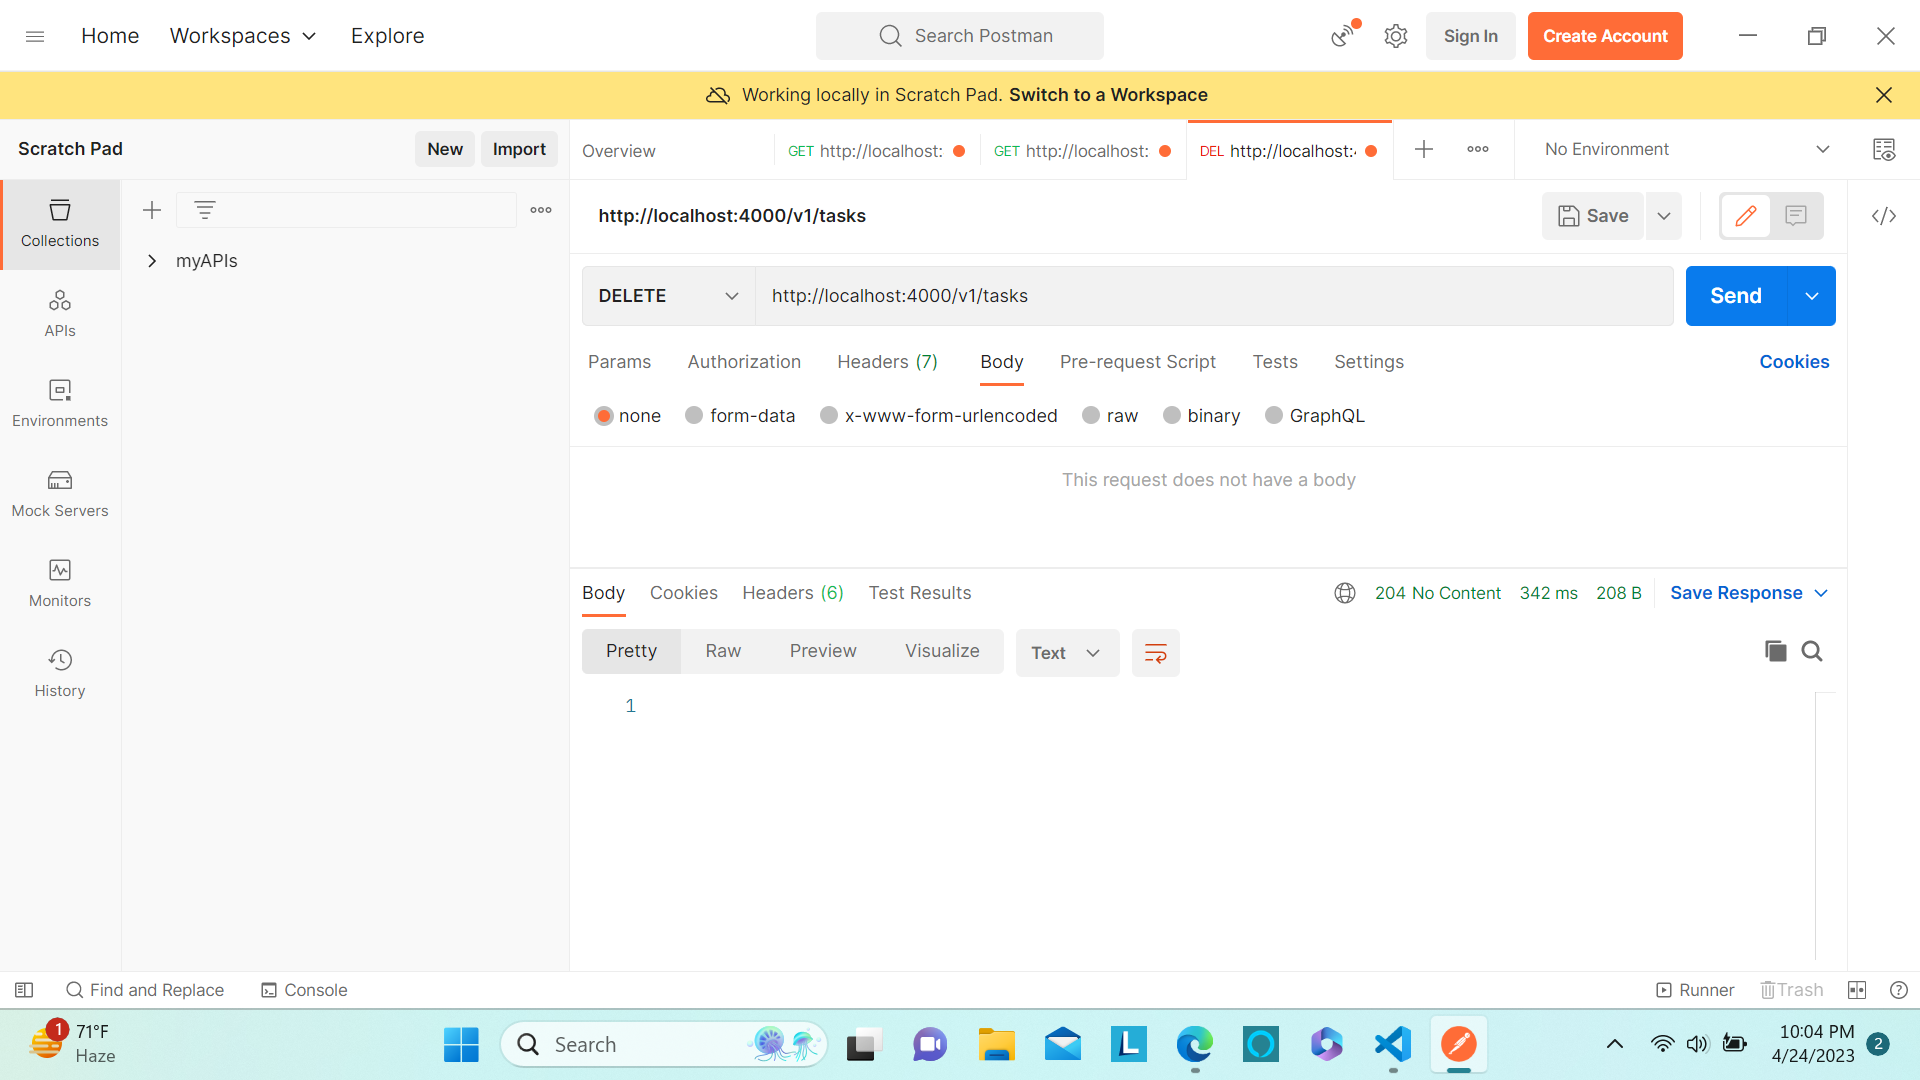 Home Workspaces Explore Search Postman Sign In Create Account
Working locally in Scratch Pad. Switch to a Workspace
Scratch Pad New Import Overview GET http://localhost: GET http://localhost: DEL http://localhost: No Environment
http://localhost:4000/v1/tasks Save
Collections
myAPIs
DELETE http://localhost:4000/v1/tasks Send
APIs
Params Authorization Headers (7) Body Pre-request Script Tests Settings Cookies
none form-data x-www-form-urlencoded raw binary GraphQL
Environments
This request does not have a body
Mock Servers
Body Cookies Headers (6) Test Results 204 No Content 342 ms 208 B Save Response
Monitors
Pretty Raw Preview Visualize Text
History
1
Find and Replace Console Runner Trash
1 71°F
Haze
Search
L
10:04 PM
4/24/2023
2